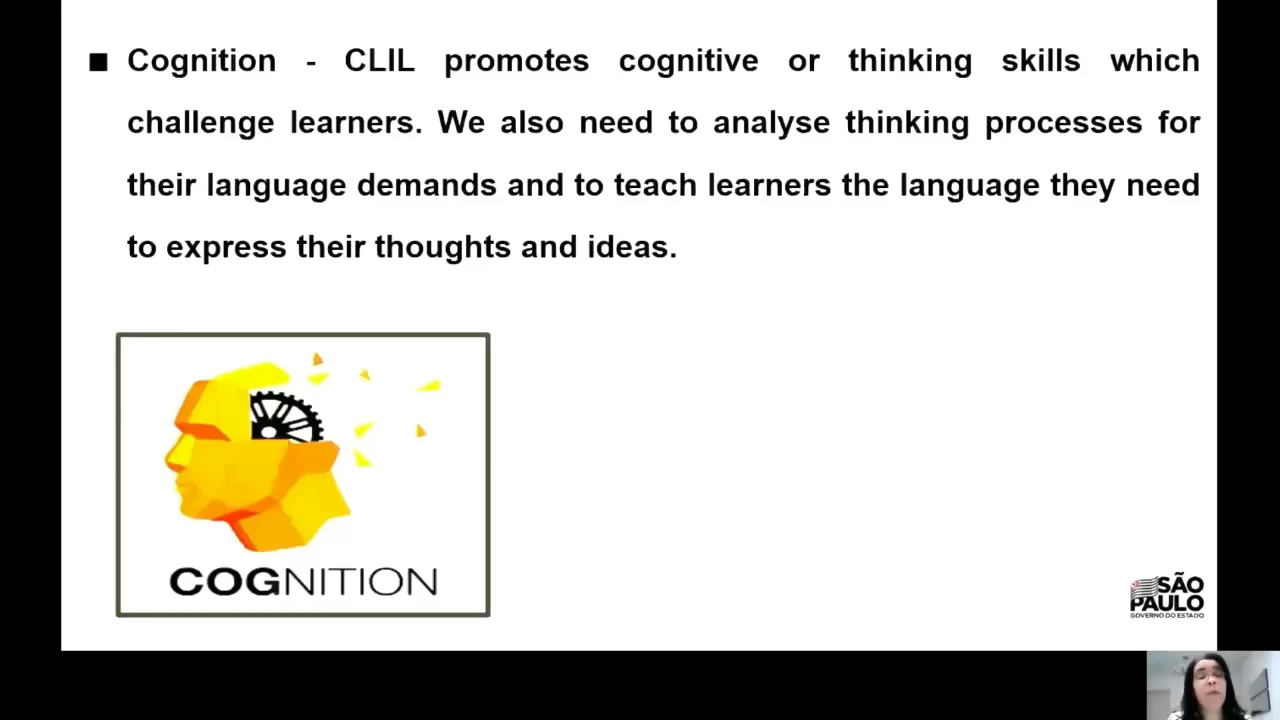 Cognition - CLIL promotes cognitive or thinking skills which
challenge learners. We also need to analyse thinking processes for
their language demands and to teach learners the language they need
to express their thoughts and ideas.
COGNITION
SÃO
PAULO
GOVERNO DO ESTADO